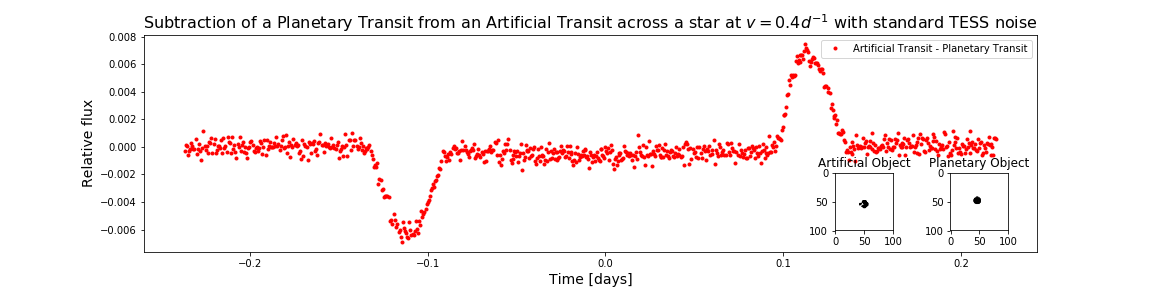 Subtraction of a Planetary Transit from an Artificial Transit across a star at v = 0.4d⁻¹ with standard TESS noise
Artificial Transit - Planetary Transit
Relative flux
0.008
0.006
0.004
0.002
0.000
−0.002
−0.004
−0.006
Artificial Object
0
50
100
0 50 100
Planetary Object
0
50
100
0 50 100
−0.2 −0.1 0.0 0.1 0.2
Time [days]